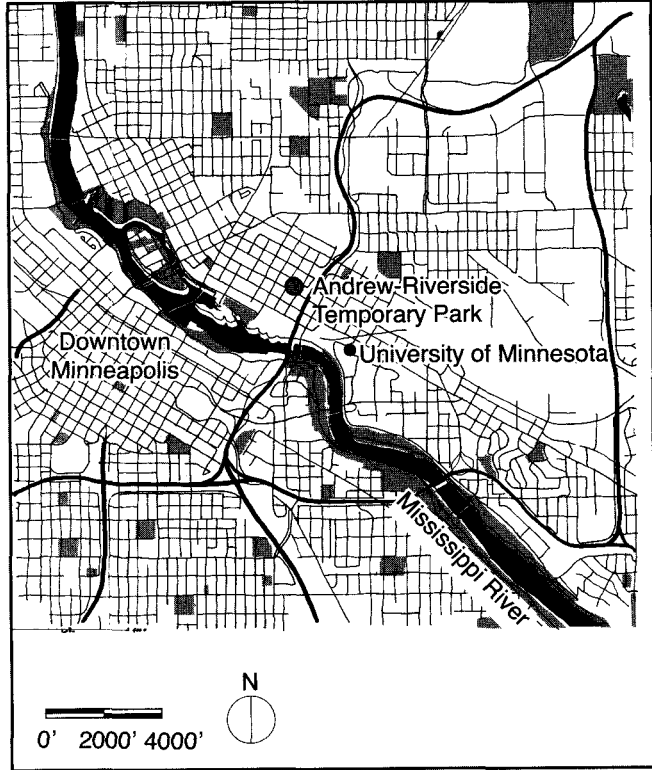 Andrew-Riverside
Temporary Park
Downtown
Minneapolis
University of Minnesota
Mississippi River
N
0' 2000' 4000'